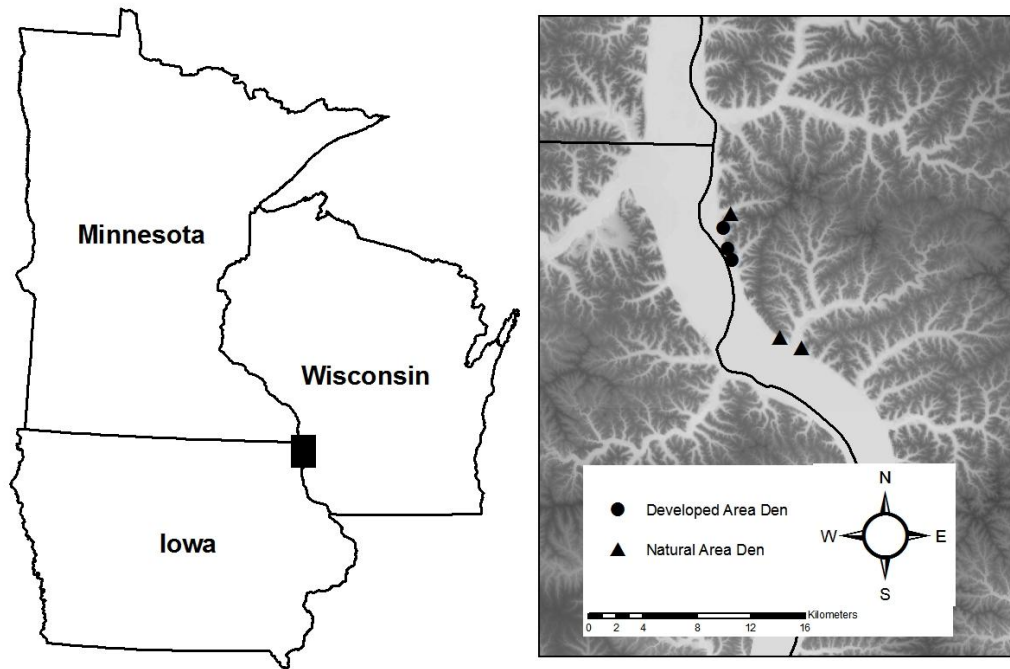 Minnesota
Wisconsin
Iowa
Developed Area Den
Natural Area Den
N
W
E
S
Kilometers
0 2 4 8 12 16